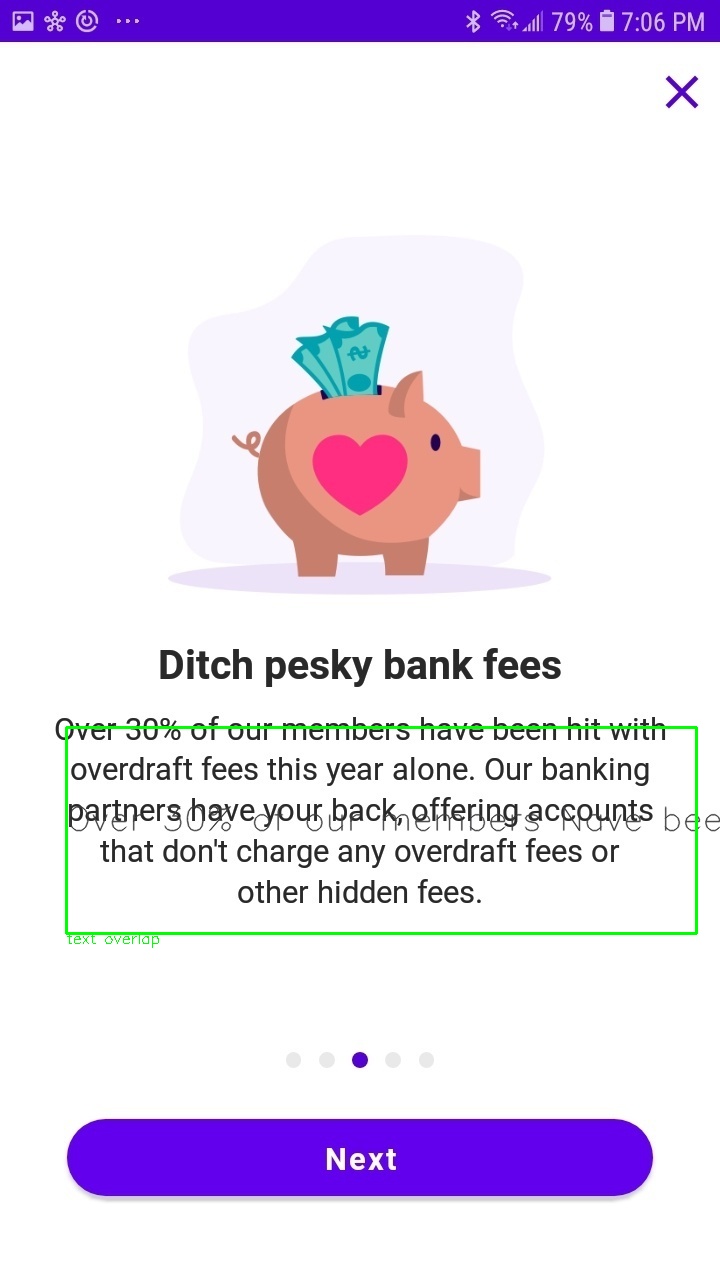 79% 7:06 PM
Ditch pesky bank fees
Over 30% of our members have been hit with
overdraft fees this year alone. Our banking
partners have your back, offering accounts
Over 30% of our members have bee
that don't charge any overdraft fees or
other hidden fees.
text overlap
Next